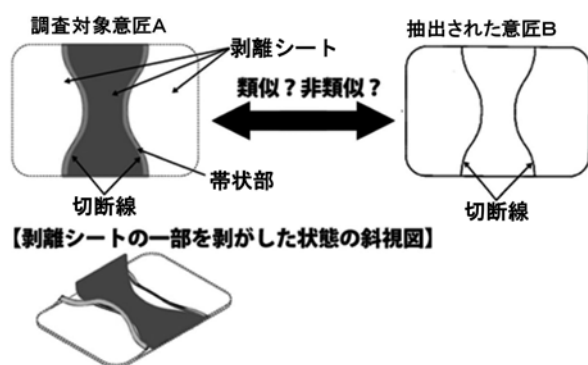 調査対象意匠A
抽出された意匠B
剥離シート
類似？非類似？
帯状部
切断線
切断線
【剥離シートの一部を剥がした状態の斜視図】